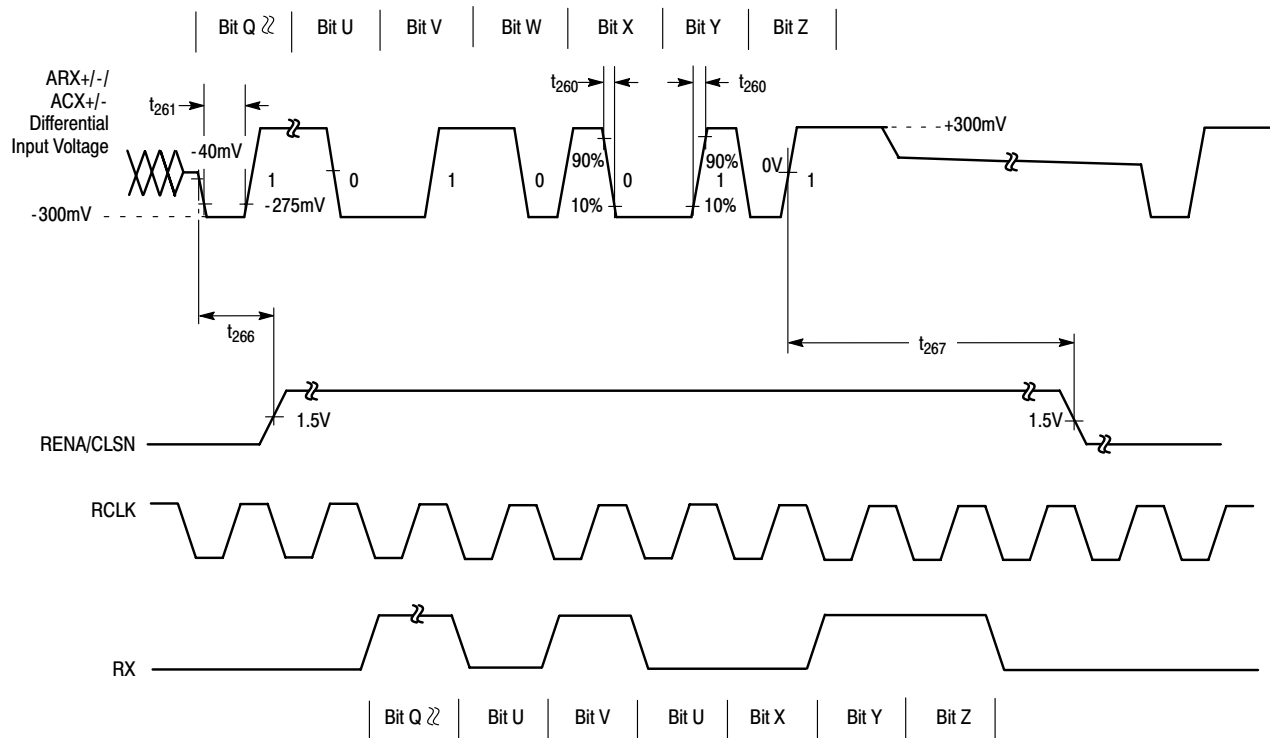 Bit Q Bit U Bit V Bit W Bit X Bit Y Bit Z
ARX+/-/
ACX+/-
Differential
Input Voltage
t261
t260
t260
+300mV
-40mV
90%
90%
0V
1
0
1
0
0
1
1
-275mV
10%
10%
-300mV
t266
t267
1.5V
1.5V
RENA/CLSN
RCLK
RX
Bit Q Bit U Bit V Bit U Bit X Bit Y Bit Z